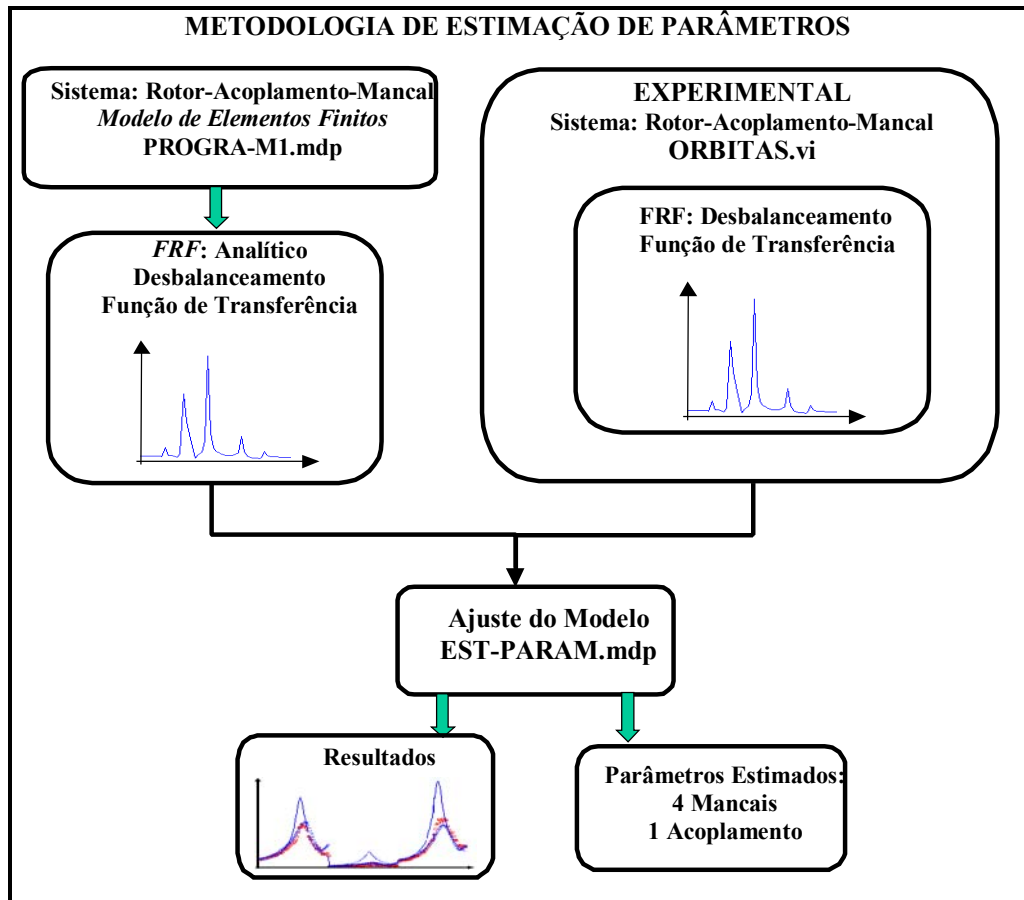 METODOLOGIA DE ESTIMAÇÃO DE PARÂMETROS
Sistema: Rotor-Acoplamento-Mancal
Modelo de Elementos Finitos
PROGRA-M1.mdp
FRF: Analítico
Desbalanceamento
Função de Transferência
EXPERIMENTAL
Sistema: Rotor-Acoplamento-Mancal
ORBITAS.vi
FRF: Desbalanceamento
Função de Transferência
Ajuste do Modelo
EST-PARAM.mdp
Resultados
Parâmetros Estimados:
4 Mancais
1 Acoplamento